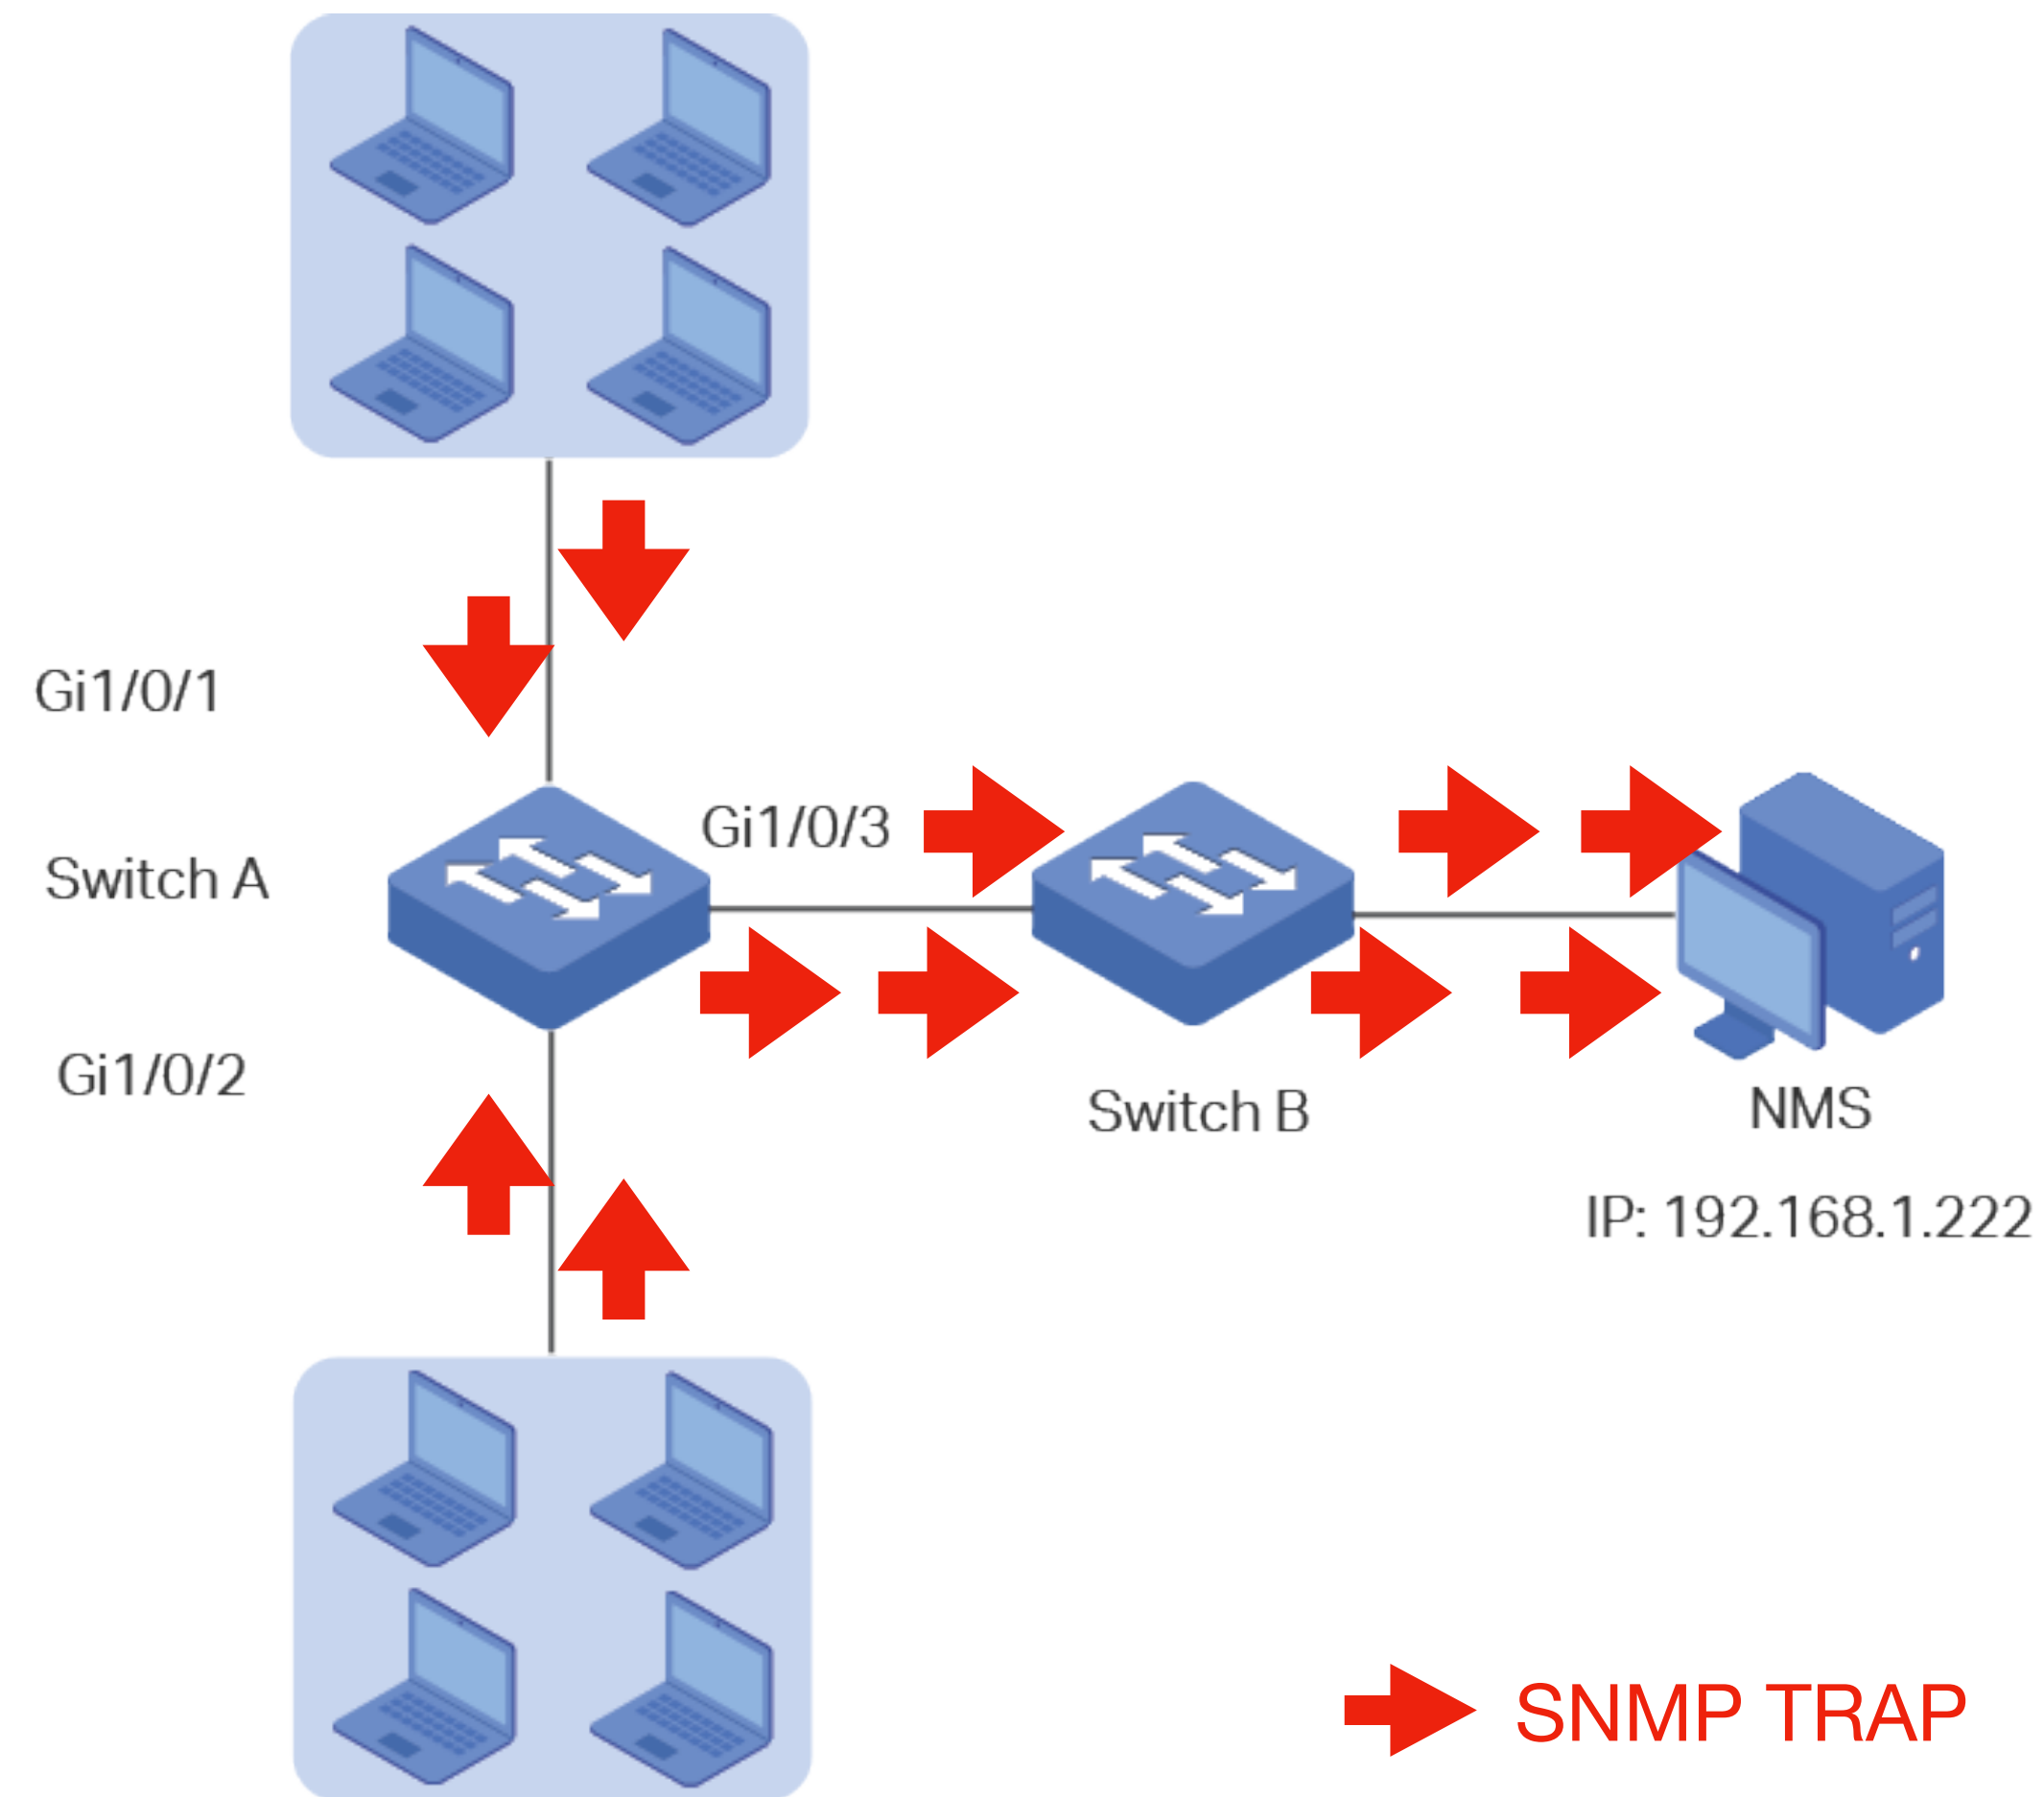 Gi1/0/1
Gi1/0/3
Switch A
Gi1/0/2
Switch B
NMS
IP: 192.168.1.222
SNMP TRAP